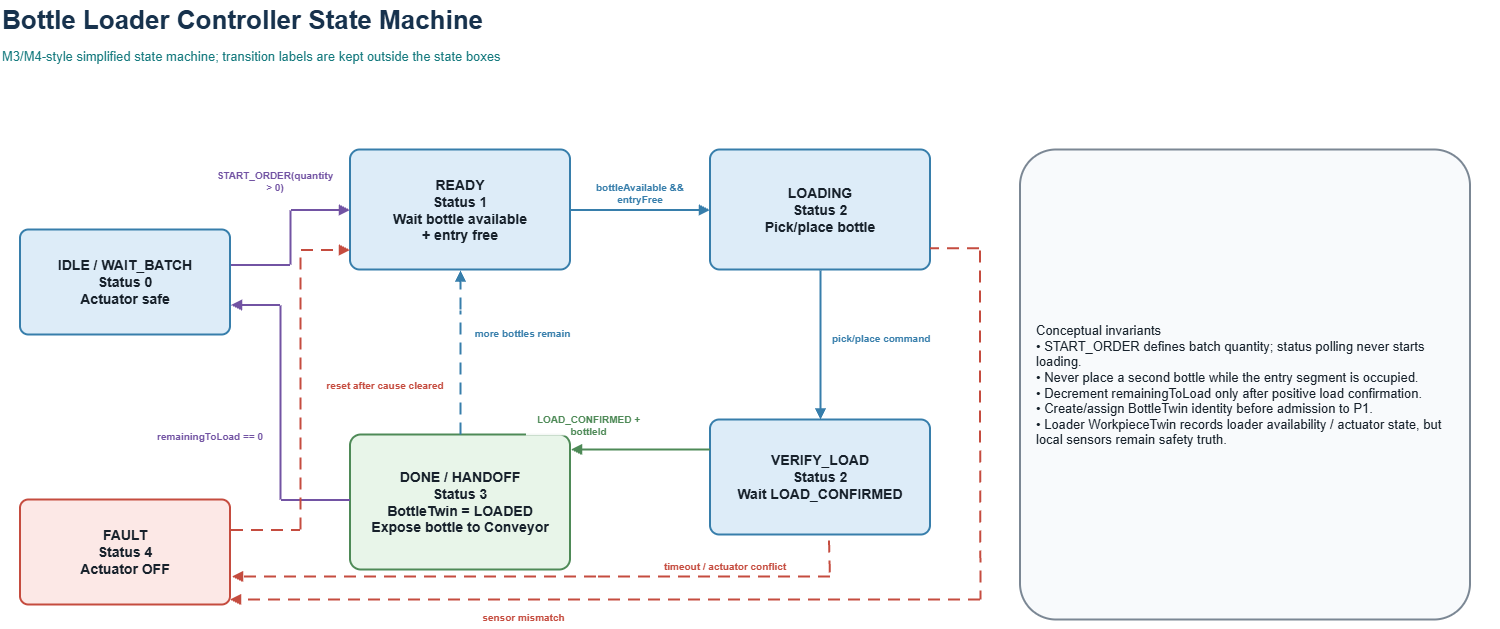 Bottle Loader Controller State Machine
M3/M4-style simplified state machine; transition labels are kept outside the state boxes
START_ORDER(quantity
> 0)
READY
Status 1
Wait bottle available
+ entry free
bottleAvailable &&
entryFree
LOADING
Status 2
Pick/place bottle
IDLE / WAIT_BATCH
Status 0
Actuator safe
more bottles remain
pick/place command
reset after cause cleared
remainingToLoad == 0
LOAD_CONFIRMED +
bottleId
DONE / HANDOFF
Status 3
BottleTwin = LOADED
Expose bottle to Conveyor
VERIFY_LOAD
Status 2
Wait LOAD_CONFIRMED
FAULT
Status 4
Actuator OFF
timeout / actuator conflict
sensor mismatch
Conceptual invariants
• START_ORDER defines batch quantity; status polling never starts
loading.
• Never place a second bottle while the entry segment is occupied.
• Decrement remainingToLoad only after positive load confirmation.
• Create/assign BottleTwin identity before admission to P1.
• Loader WorkpieceTwin records loader availability / actuator state, but
local sensors remain safety truth.